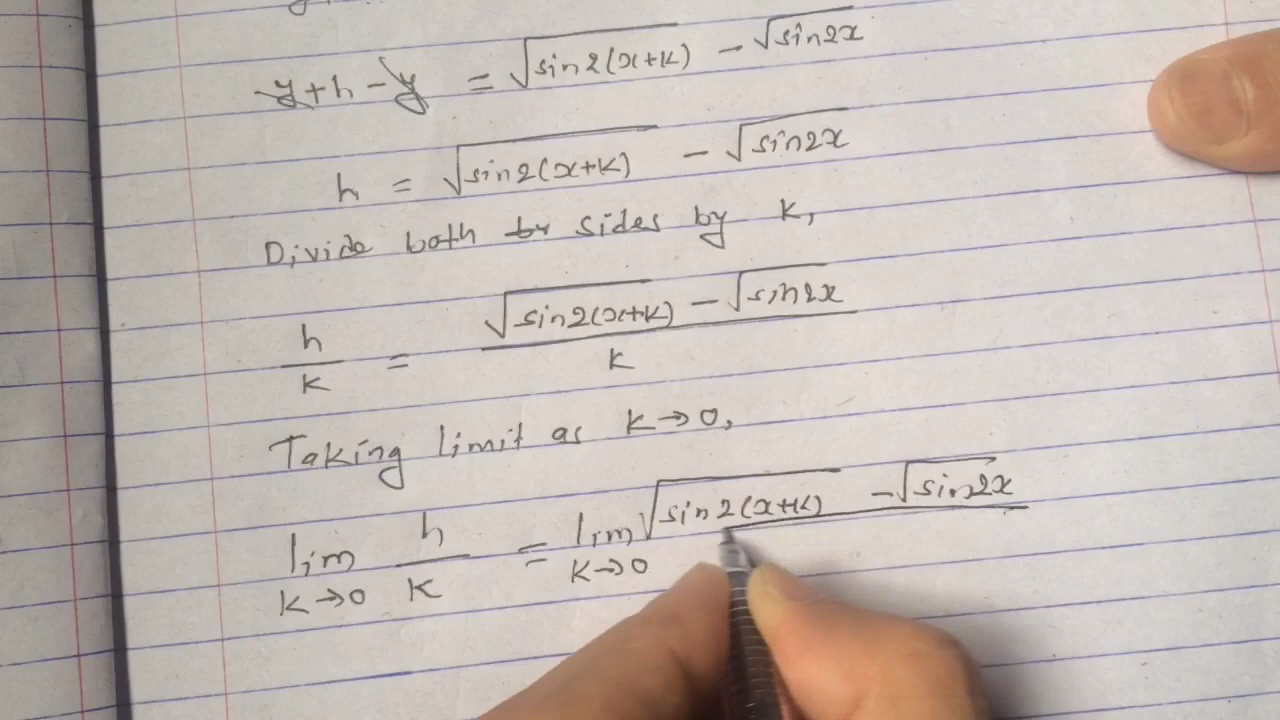 y+h-y = √sin2(x+k) - √sin2x
h = √sin2(x+k) - √sin2x
Divide both sides by k,
h/k = (√sin2(x+k) - √sin2x)/k
Taking limit as k→0,
lim k→0 h/k = lim k→0 √sin2(x+k) - √sin2x